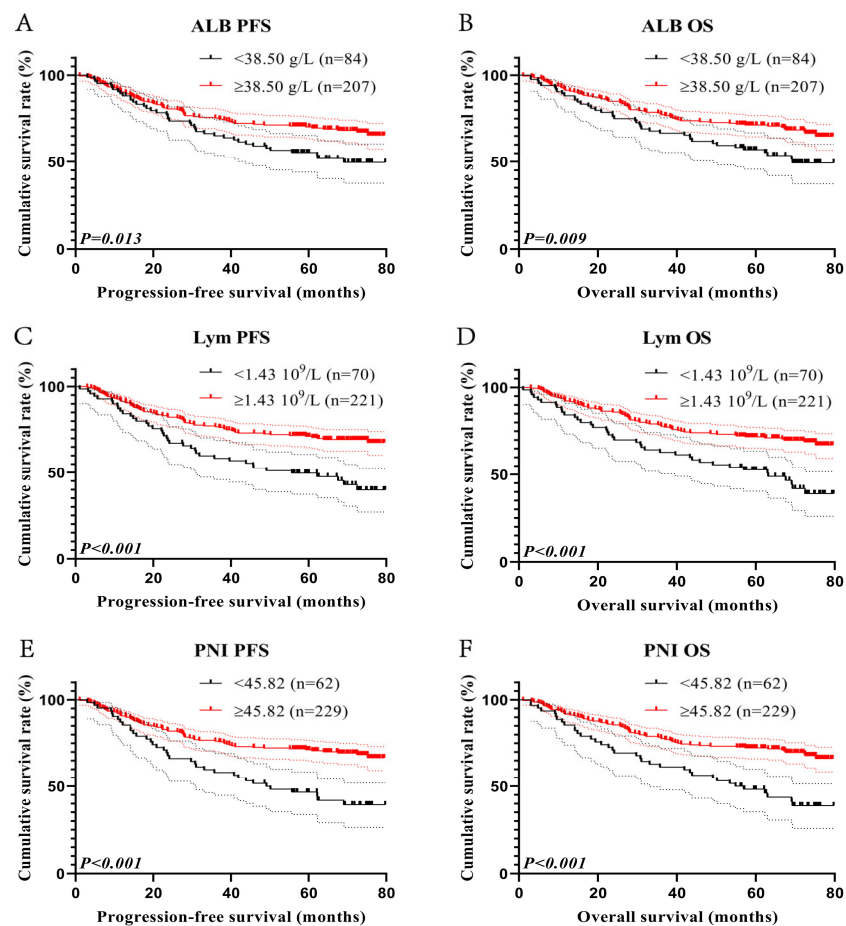 A
ALB PFS
<38.50 g/L (n=84)
≥38.50 g/L (n=207)
Cumulative survival rate (%)
100
50
0
P=0.013
0 20 40 60 80
Progression-free survival (months)
B
ALB OS
<38.50 g/L (n=84)
≥38.50 g/L (n=207)
Cumulative survival rate (%)
100
50
0
P=0.009
0 20 40 60 80
Overall survival (months)
C
Lym PFS
<1.43 10⁹/L (n=70)
≥1.43 10⁹/L (n=221)
Cumulative survival rate (%)
100
50
0
P<0.001
0 20 40 60 80
Progression-free survival (months)
D
Lym OS
<1.43 10⁹/L (n=70)
≥1.43 10⁹/L (n=221)
Cumulative survival rate (%)
100
50
0
P<0.001
0 20 40 60 80
Overall survival (months)
E
PNI PFS
<45.82 (n=62)
≥45.82 (n=229)
Cumulative survival rate (%)
100
50
0
P<0.001
0 20 40 60 80
Progression-free survival (months)
F
PNI OS
<45.82 (n=62)
≥45.82 (n=229)
Cumulative survival rate (%)
100
50
0
P<0.001
0 20 40 60 80
Overall survival (months)